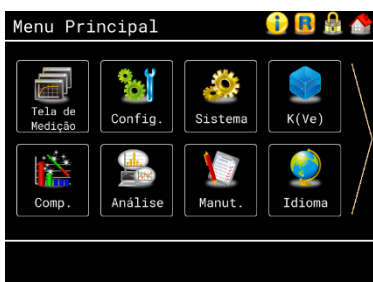 Menu Principal
i R
Tela de
Medição
Config.
Sistema
K(Ve)
Comp.
Análise
Manut.
Idioma